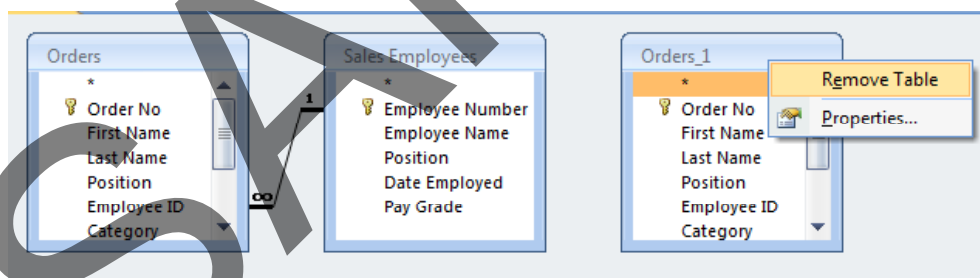 Orders
*
Order No
First Name
Last Name
Position
Employee ID
Category
1
∞
Sales Employees
*
Employee Number
Employee Name
Position
Date Employed
Pay Grade
Orders_1
*
Order No
First Name
Last Name
Position
Employee ID
Category
Remove Table
Properties...